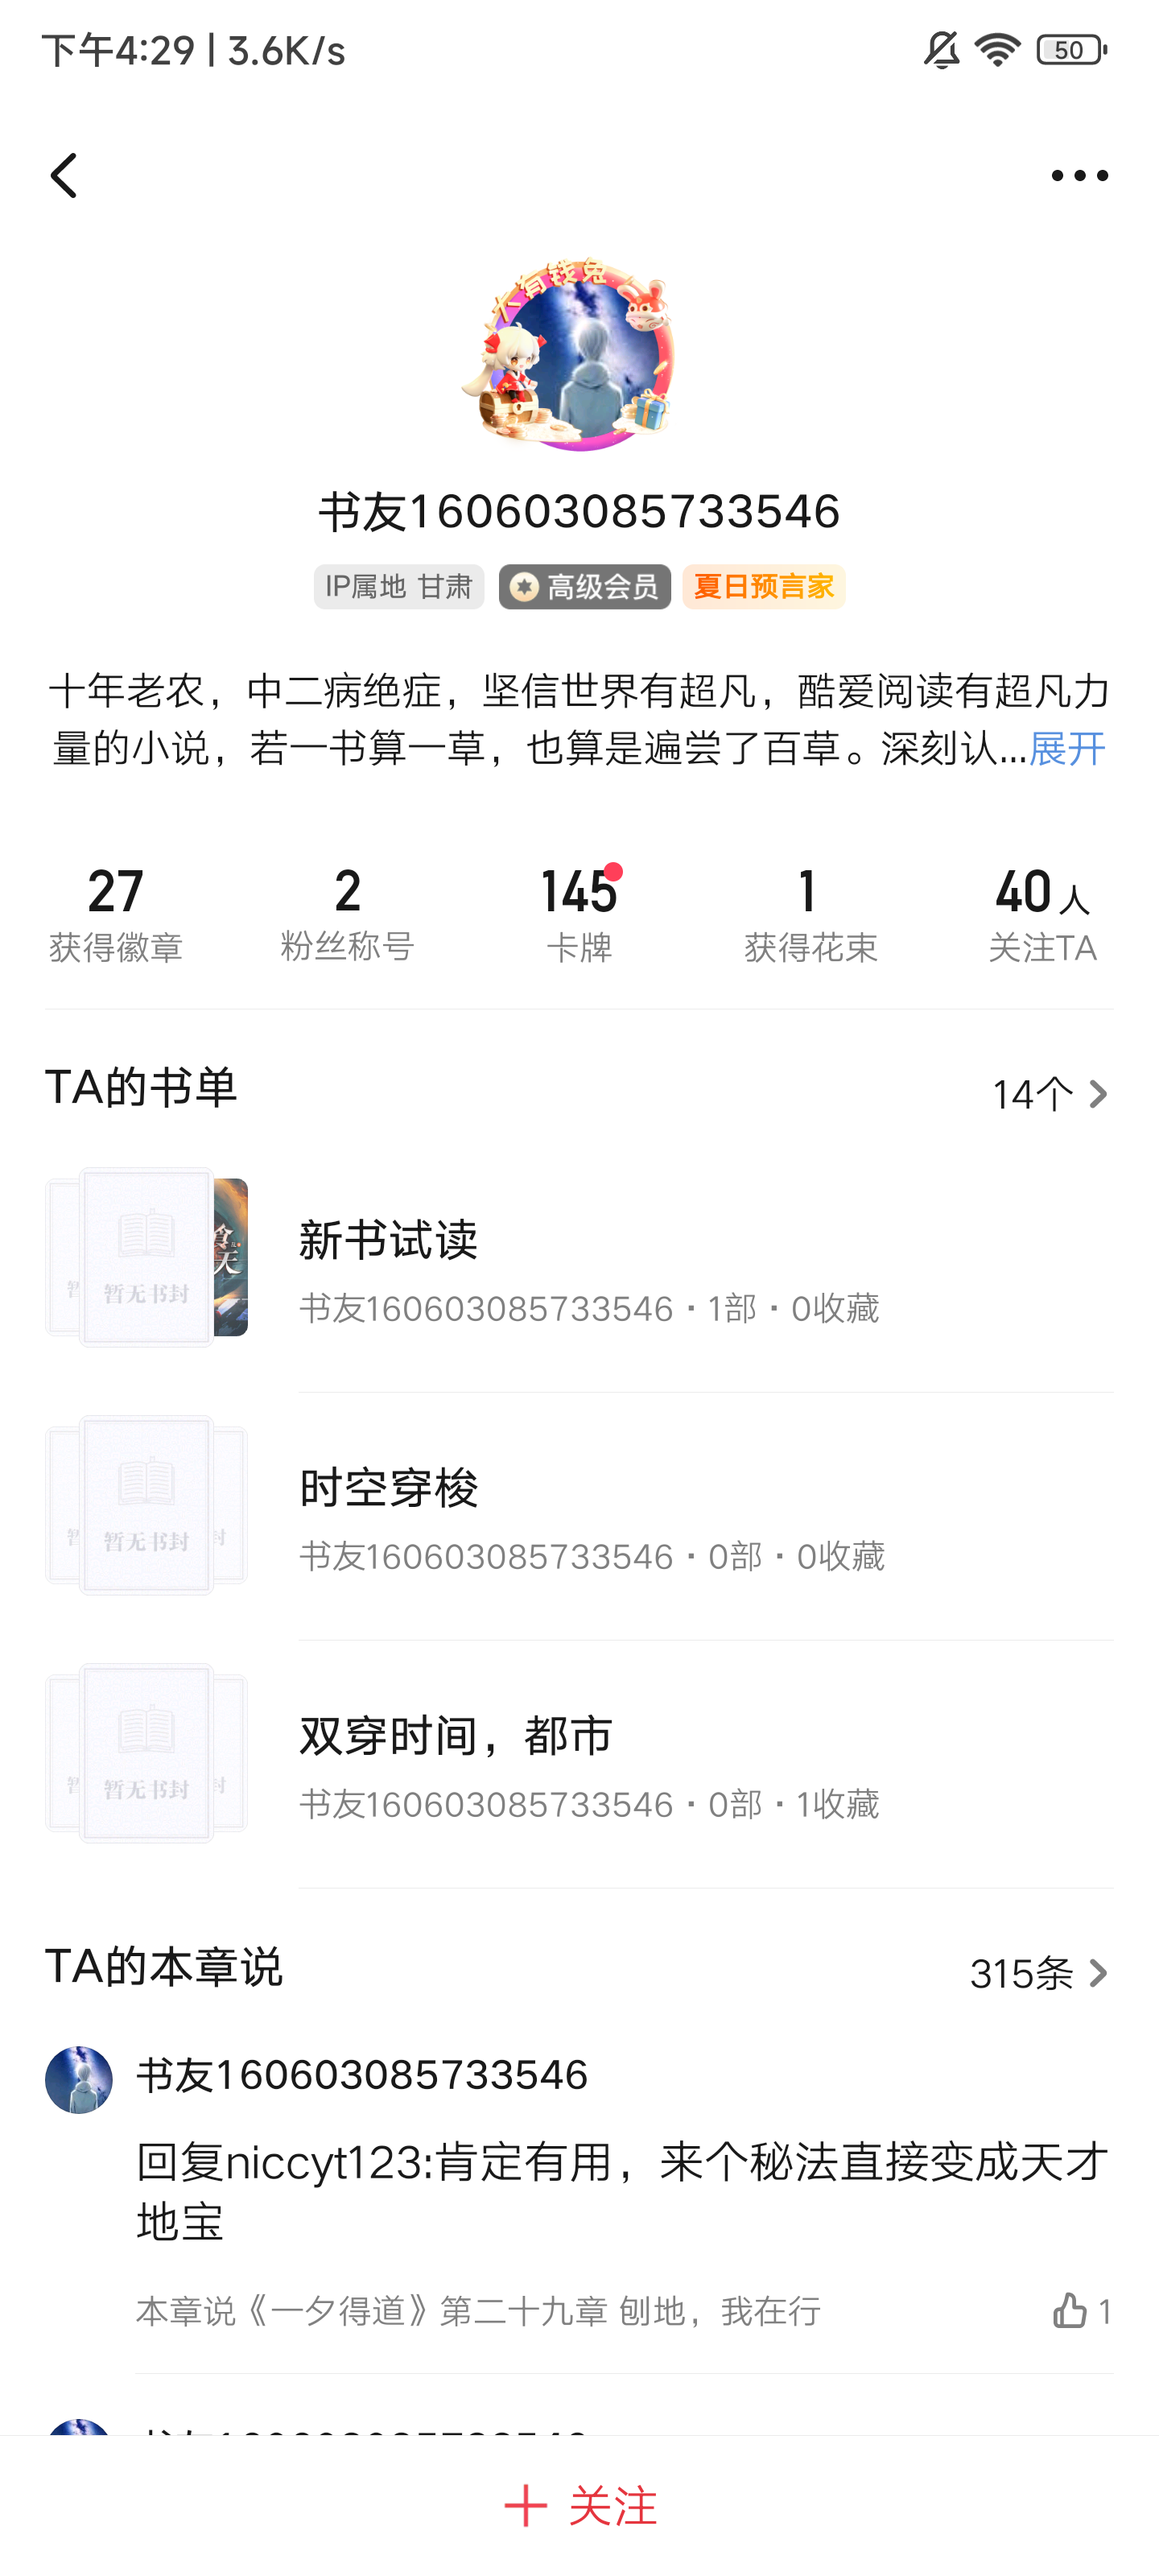 下午4:29 | 3.6K/s
50
大有钱兔
书友160603085733546
IP属地 甘肃
高级会员
夏日预言家
十年老农，中二病绝症，坚信世界有超凡，酷爱阅读有超凡力
量的小说，若一书算一草，也算是遍尝了百草。深刻认...展开
27
获得徽章
2
粉丝称号
145
卡牌
1
获得花束
40人
关注TA
TA的书单
14个
暂
暂无书封
食天
新书试读
书友160603085733546 · 1部 · 0收藏
暂
暂无书封
封
时空穿梭
书友160603085733546 · 0部 · 0收藏
暂
暂无书封
封
双穿时间，都市
书友160603085733546 · 0部 · 1收藏
TA的本章说
315条
书友160603085733546
回复niccyt123:肯定有用，来个秘法直接变成天才
地宝
本章说《一夕得道》第二十九章 刨地，我在行
1
关注